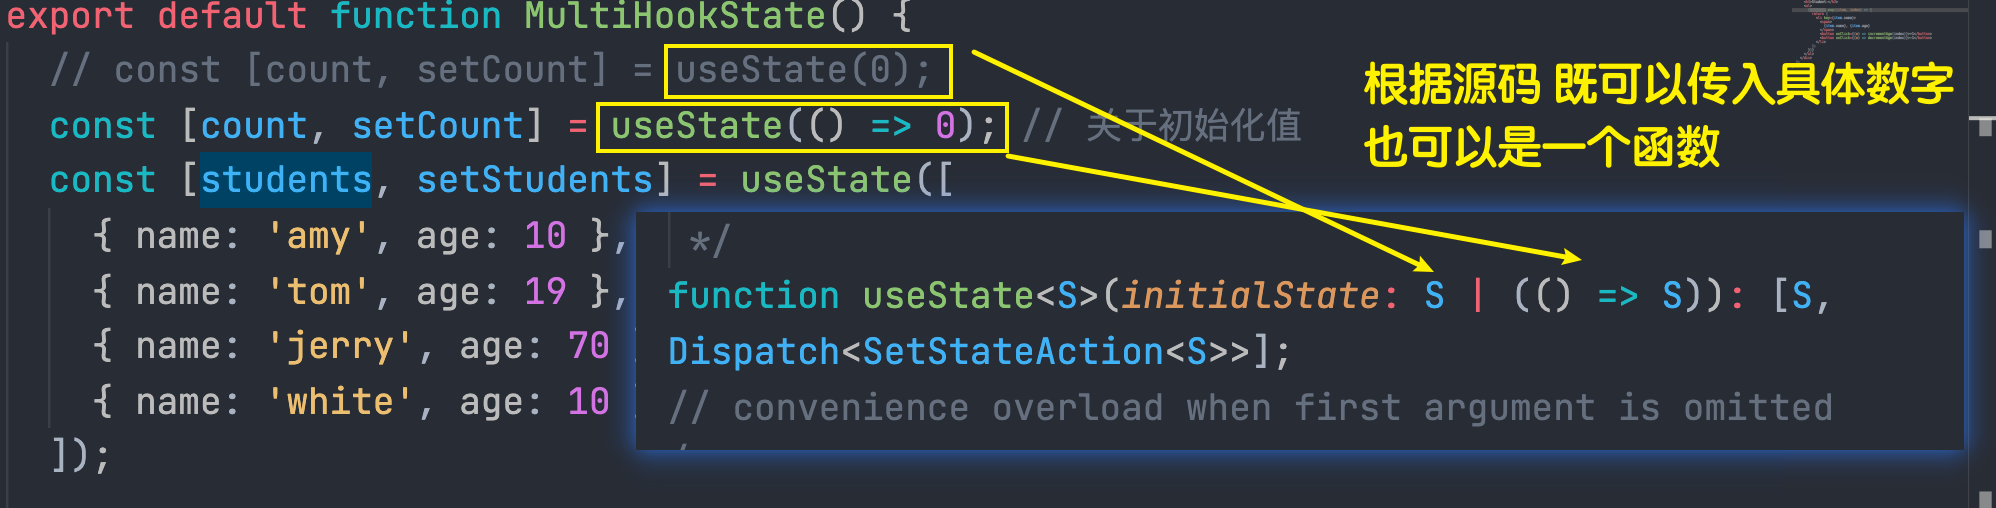 export default function MultiHookState() {
// const [count, setCount] = useState(0);
const [count, setCount] = useState(() => 0); // 关于初始化值
const [students, setStudents] = useState([
{ name: 'amy', age: 10 },
{ name: 'tom', age: 19 },
{ name: 'jerry', age: 70
{ name: 'white', age: 10
]);
根据源码 既可以传入具体数字
也可以是一个函数
*/
function useState<S>(initialState: S | (() => S)): [S,
Dispatch<SetStateAction<S>>];
// convenience overload when first argument is omitted